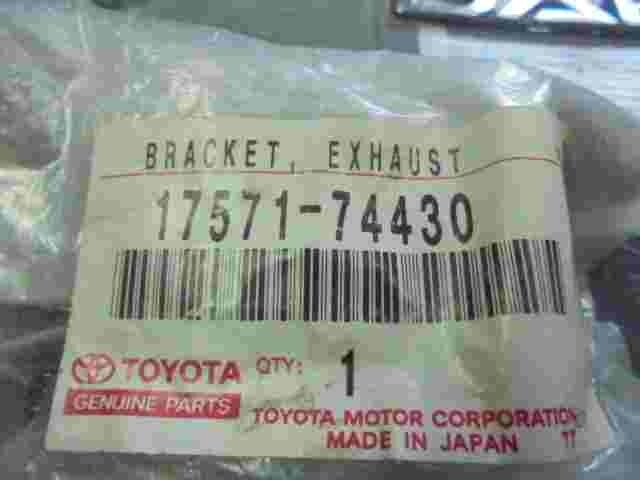 BRACKET, EXHAUST
17571-74430
TOYOTA QTY: 1
GENUINE PARTS
TOYOTA MOTOR CORPORATION
MADE IN JAPAN